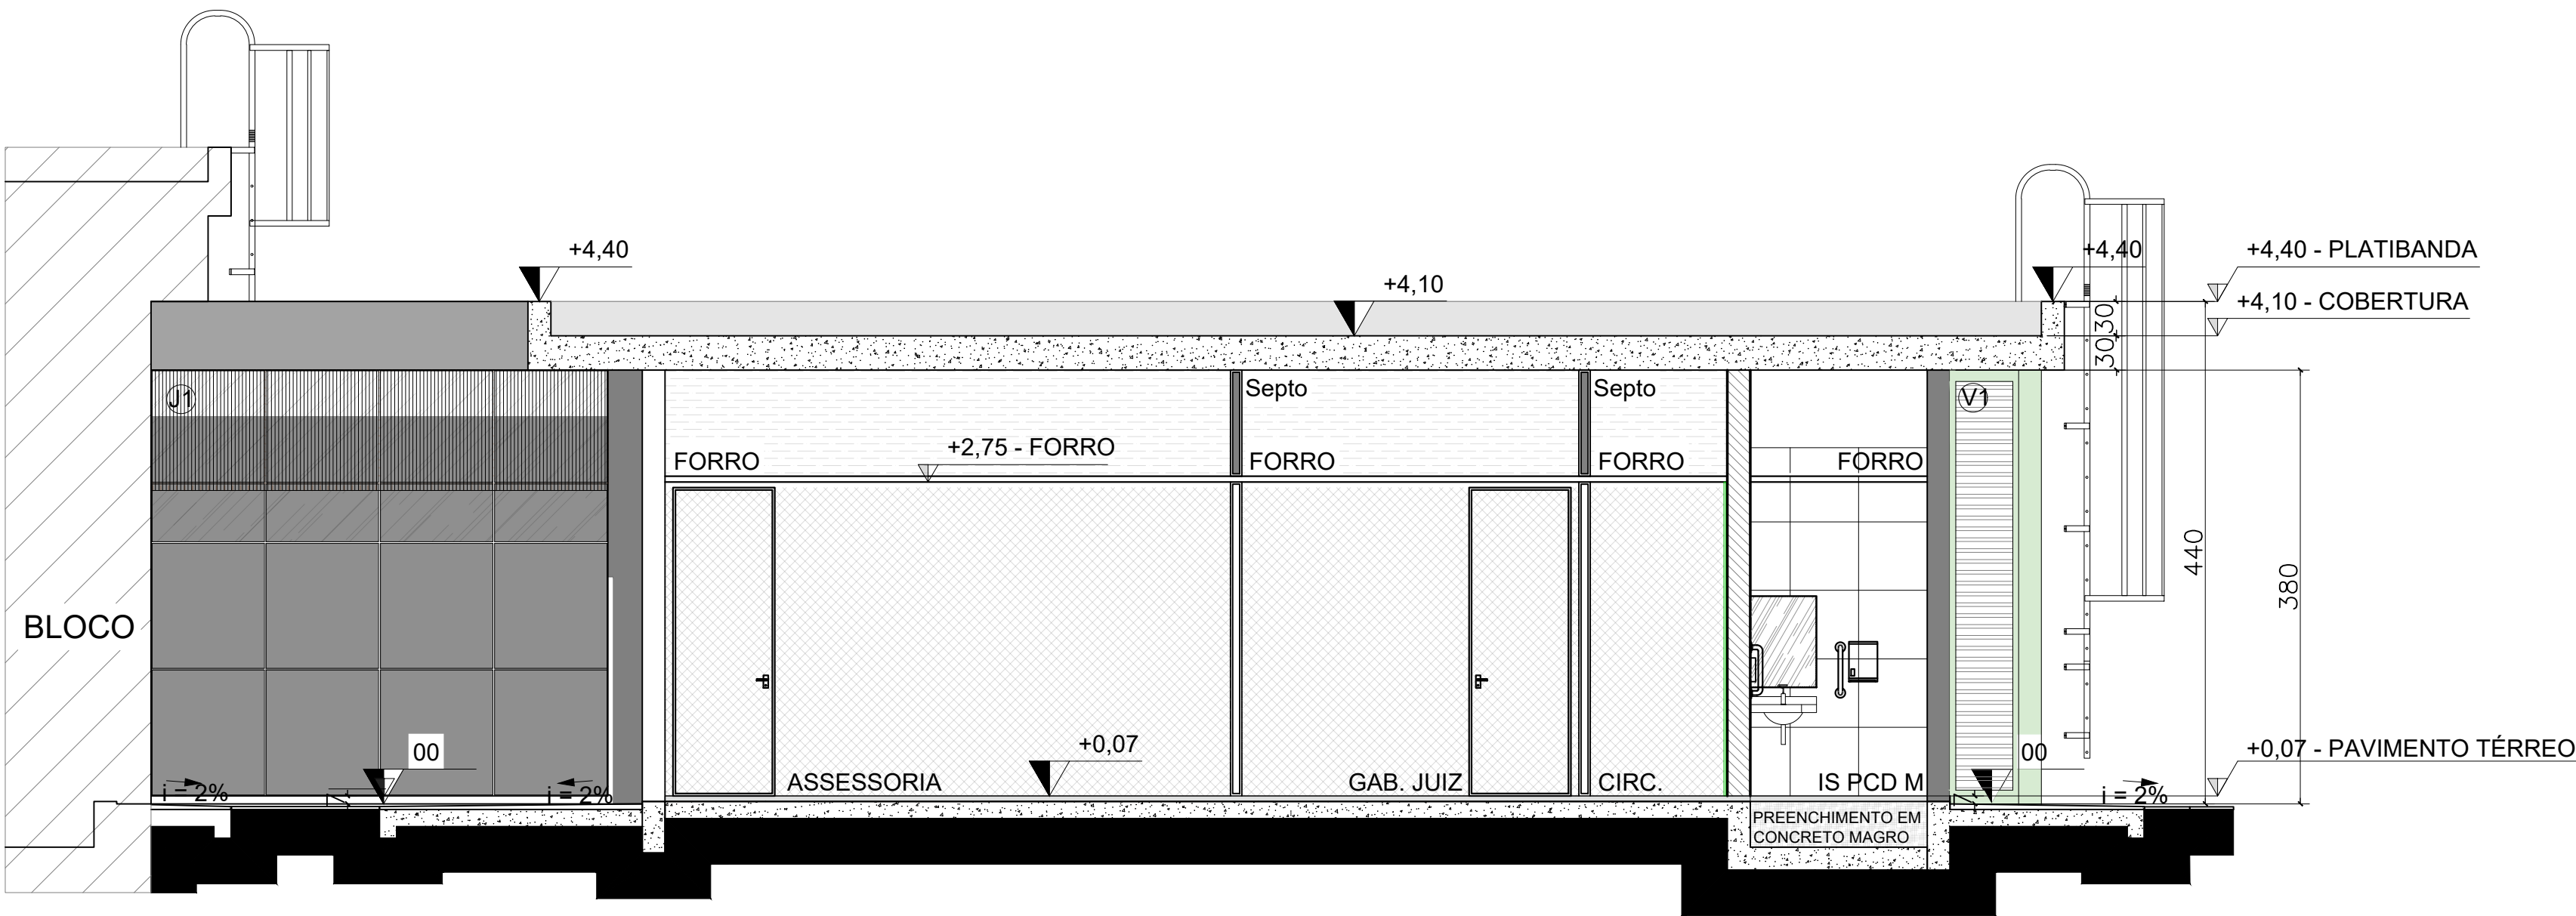 +4,40
+4,40
+4,40 - PLATIBANDA
+4,10
+4,10 - COBERTURA
30
30
J1
Septo
Septo
V1
+2,75 - FORRO
FORRO
FORRO
FORRO
FORRO
440
380
BLOCO
00
+0,07
00
+0,07 - PAVIMENTO TÉRREO
i = 2%
i = 2%
ASSESSORIA
GAB. JUIZ
CIRC.
IS PCD M
i = 2%
PREENCHIMENTO EM
CONCRETO MAGRO